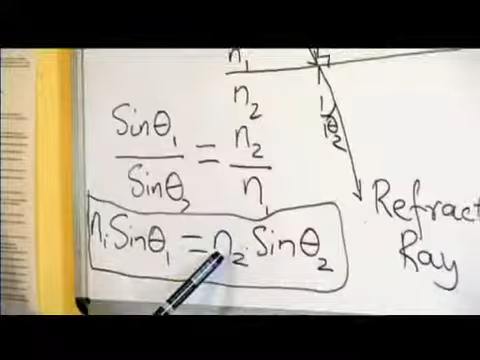 n₁
n₂
θ₂
Sinθ₁ / Sinθ₂ = n₂ / n₁
n₁ Sinθ₁ = n₂ Sinθ₂
Refract
Ray